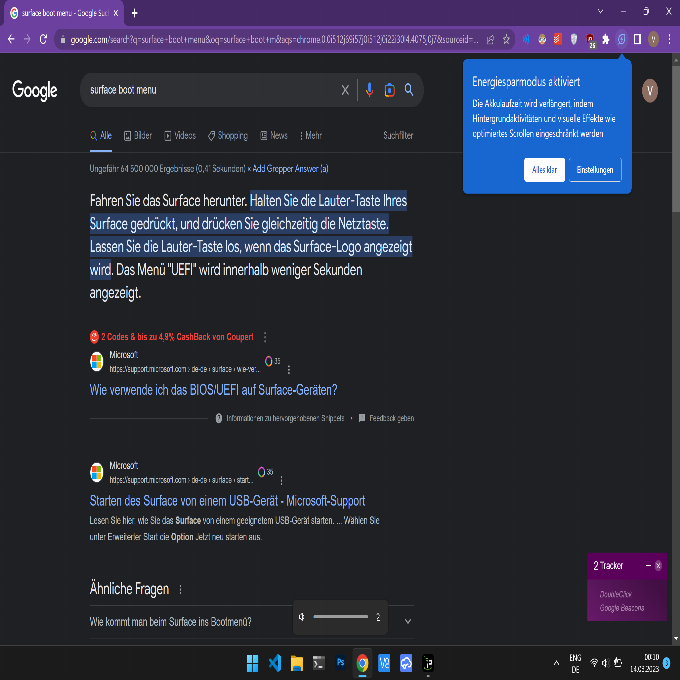 surface boot menu - Google Such
google.com/search?q=surface+boot+menu&oq=surface+boot+m&aqs=chrome.0.0i512j69i57j0i512j0i22i30l4.4075j0j7&sourceid=...
26
V
Google
surface boot menu
V
Energiesparmodus aktiviert
Die Akkulaufzeit wird verlängert, indem
Hintergrundaktivitäten und visuelle Effekte wie
optimiertes Scrollen eingeschränkt werden
Alles klar
Einstellungen
Alle
Bilder
Videos
Shopping
News
Mehr
Suchfilter
Ungefähr 64 500 000 Ergebnisse (0,41 Sekunden) × Add Grepper Answer (a)
Fahren Sie das Surface herunter. Halten Sie die Lauter-Taste Ihres
Surface gedrückt, und drücken Sie gleichzeitig die Netztaste.
Lassen Sie die Lauter-Taste los, wenn das Surface-Logo angezeigt
wird. Das Menü "UEFI" wird innerhalb weniger Sekunden
angezeigt.
2 Codes & bis zu 4,9% CashBack von Coupert
Microsoft
https://support.microsoft.com › de-de › surface › wie-ver...
35
Wie verwende ich das BIOS/UEFI auf Surface-Geräten?
Informationen zu hervorgehobenen Snippets • Feedback geben
Microsoft
https://support.microsoft.com › de-de › surface › start...
35
Starten des Surface von einem USB-Gerät - Microsoft-Support
Lesen Sie hier, wie Sie das Surface von einem geeigneten USB-Gerät starten. ... Wählen Sie
unter Erweiterter Start die Option Jetzt neu starten aus.
2 Tracker
DoubleClick
Google Beacons
Ähnliche Fragen
Wie kommt man beim Surface ins Bootmenü?
2
Ps
ENG
DE
00:10
14.03.2023
3